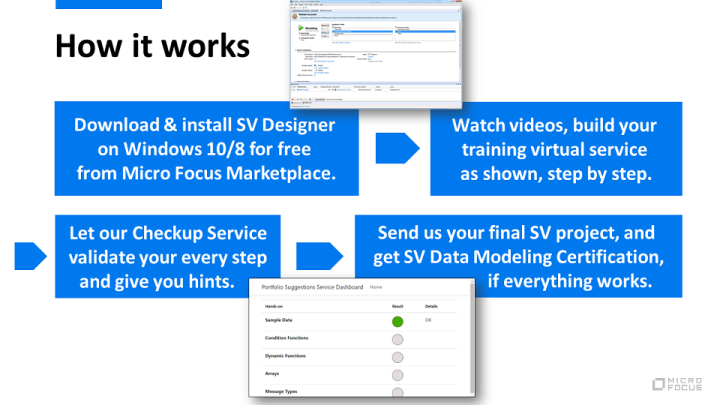 How it works
Download & install SV Designer
on Windows 10/8 for free
from Micro Focus Marketplace.
Watch videos, build your
training virtual service
as shown, step by step.
Let our Checkup Service
validate your every step
and give you hints.
Send us your final SV project, and
get SV Data Modeling Certification,
if everything works.
Portfolio Suggestions Service Dashboard Home
Hands-on Result Details
Sample Data OK
Condition Functions
Dynamic Functions
Arrays
Message Types
MICRO
FOCUS